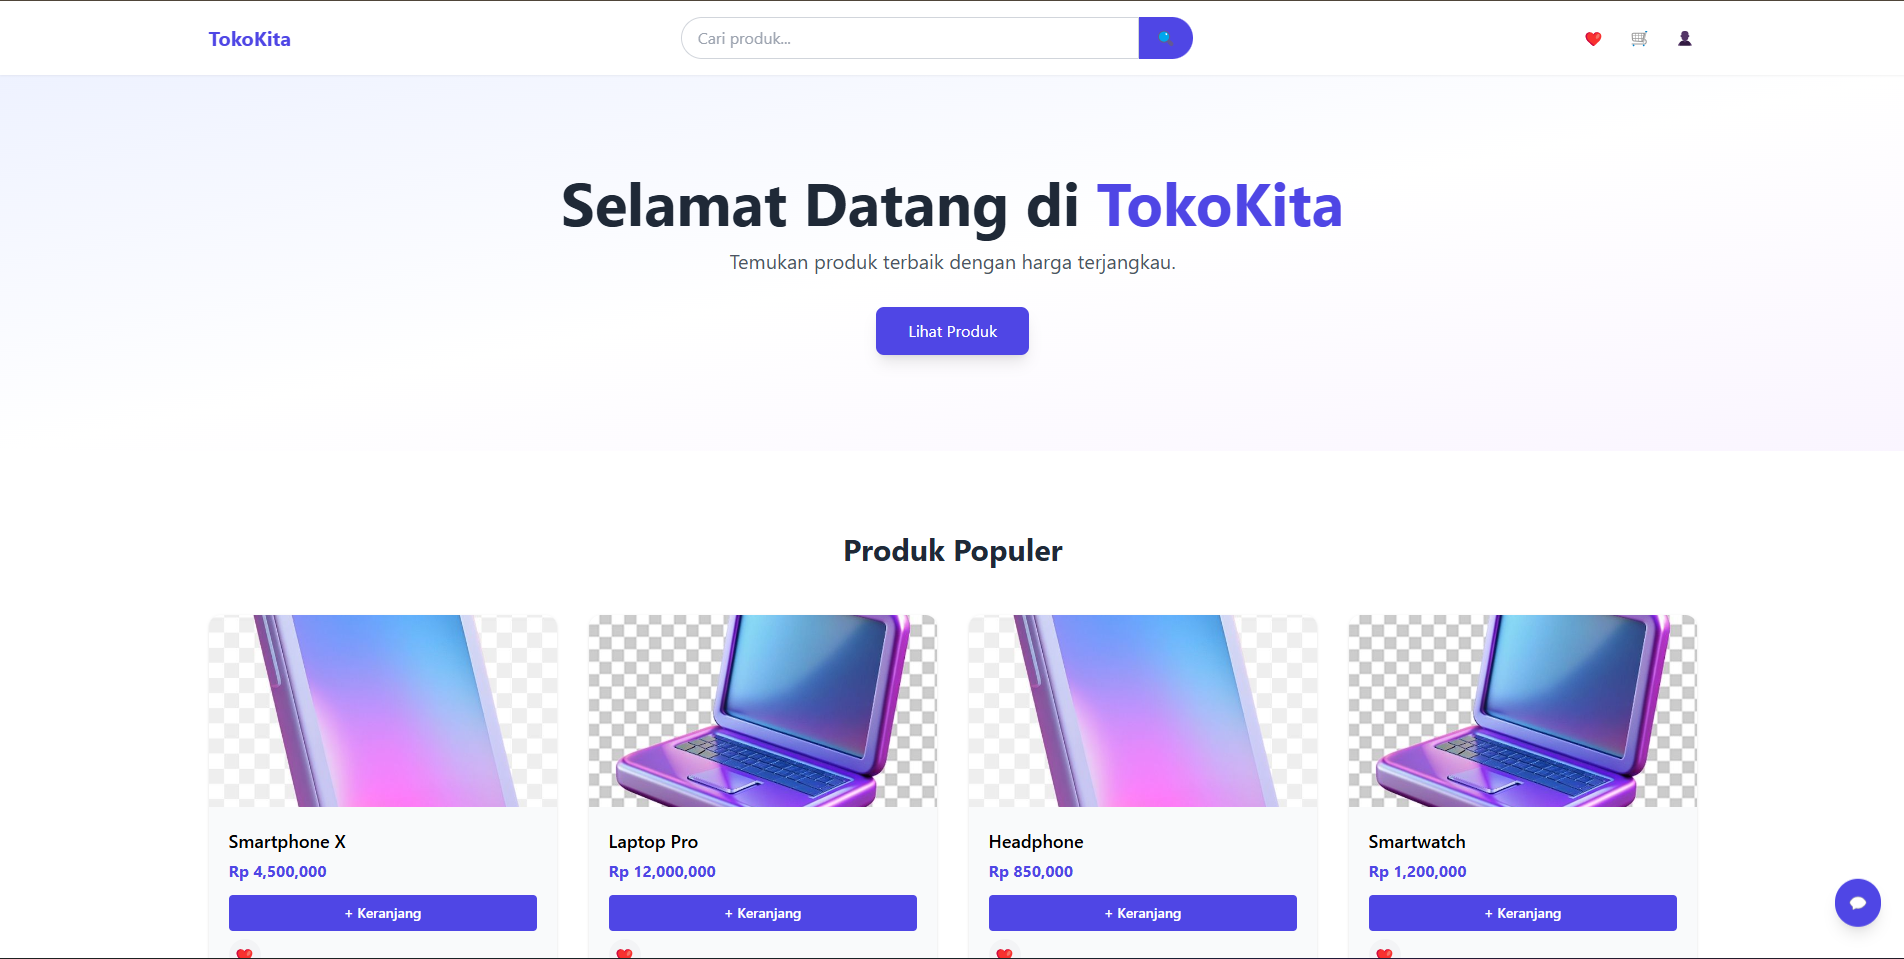 TokoKita
Cari produk...
Selamat Datang di TokoKita
Temukan produk terbaik dengan harga terjangkau.
Lihat Produk
Produk Populer
Smartphone X
Rp 4,500,000
+ Keranjang
Laptop Pro
Rp 12,000,000
+ Keranjang
Headphone
Rp 850,000
+ Keranjang
Smartwatch
Rp 1,200,000
+ Keranjang